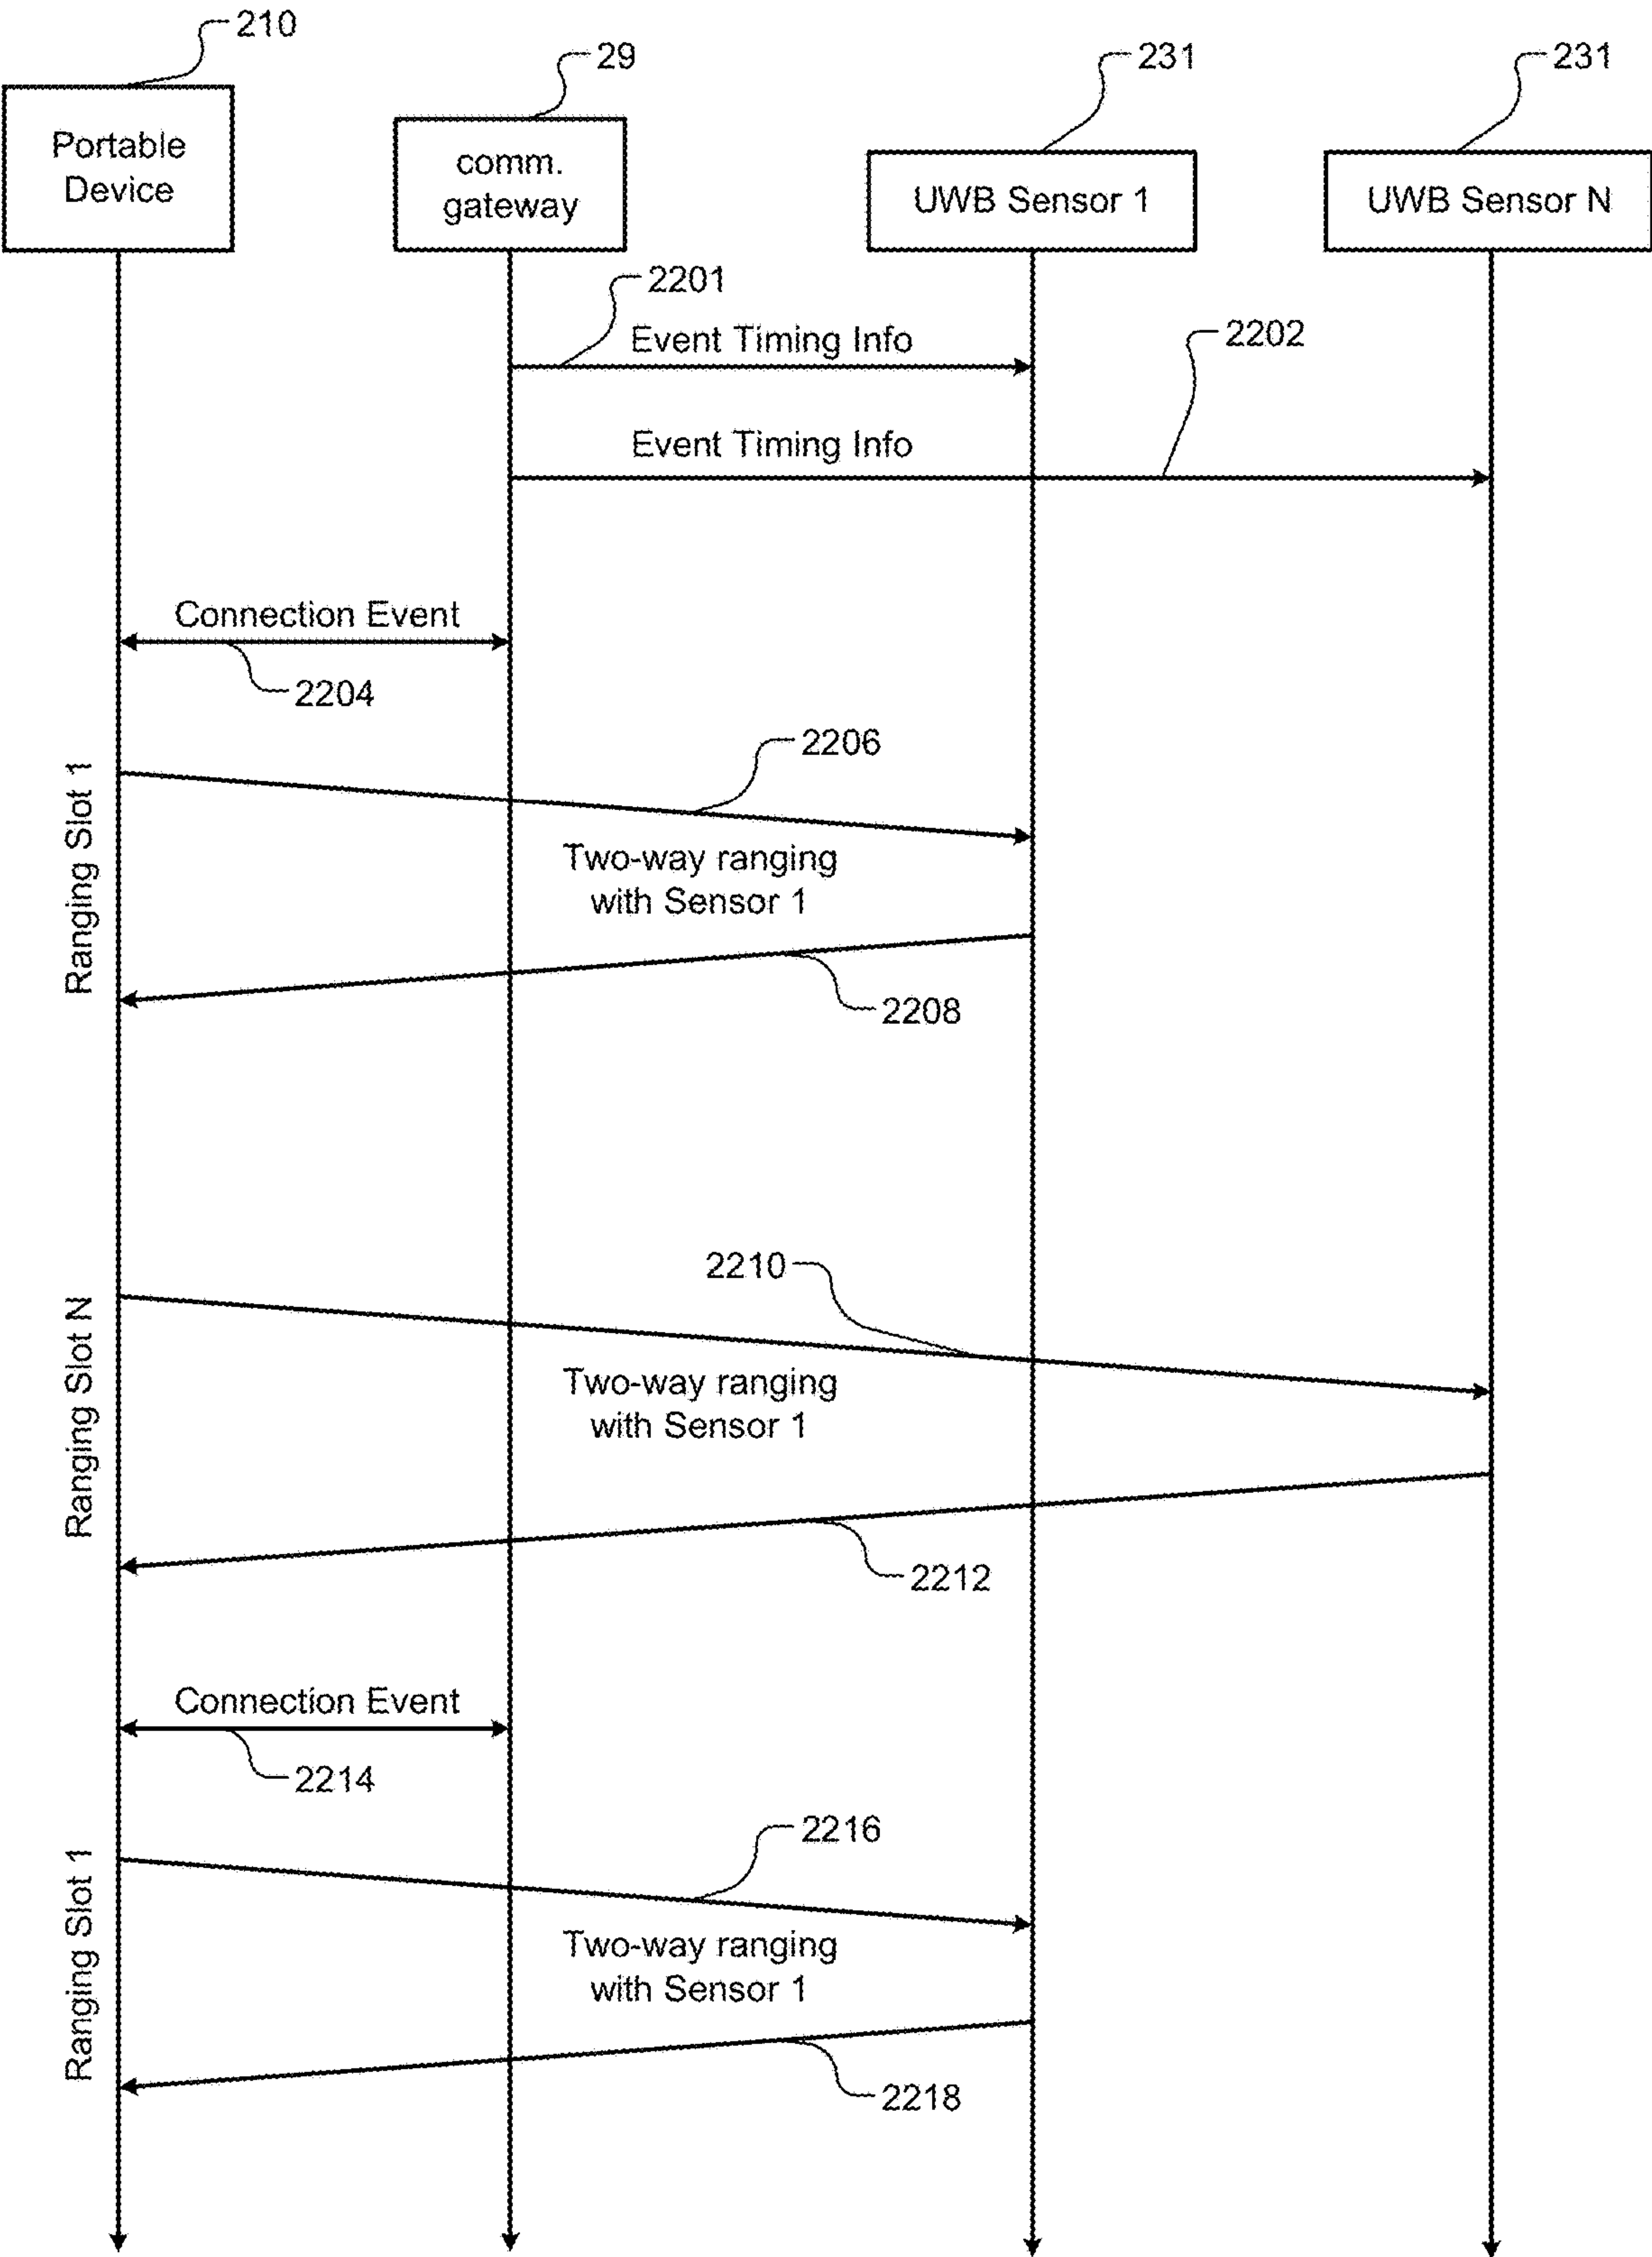 210
29
231
231
Portable
Device
comm.
gateway
UWB Sensor 1
UWB Sensor N
2201
Event Timing Info
2202
Event Timing Info
Connection Event
2204
Ranging Slot 1
2206
Two-way ranging
with Sensor 1
2208
Ranging Slot N
2210
Two-way ranging
with Sensor 1
2212
Connection Event
2214
Ranging Slot 1
2216
Two-way ranging
with Sensor 1
2218